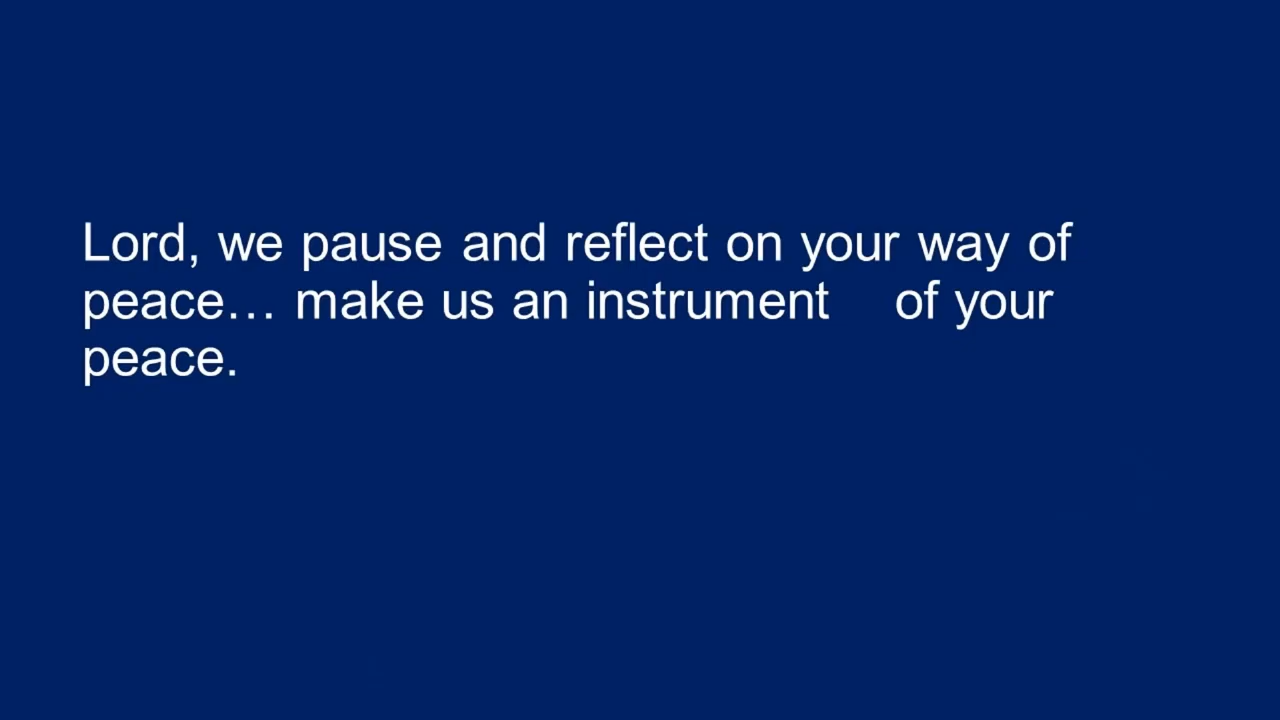 Lord, we pause and reflect on your way of
peace… make us an instrument    of your
peace.